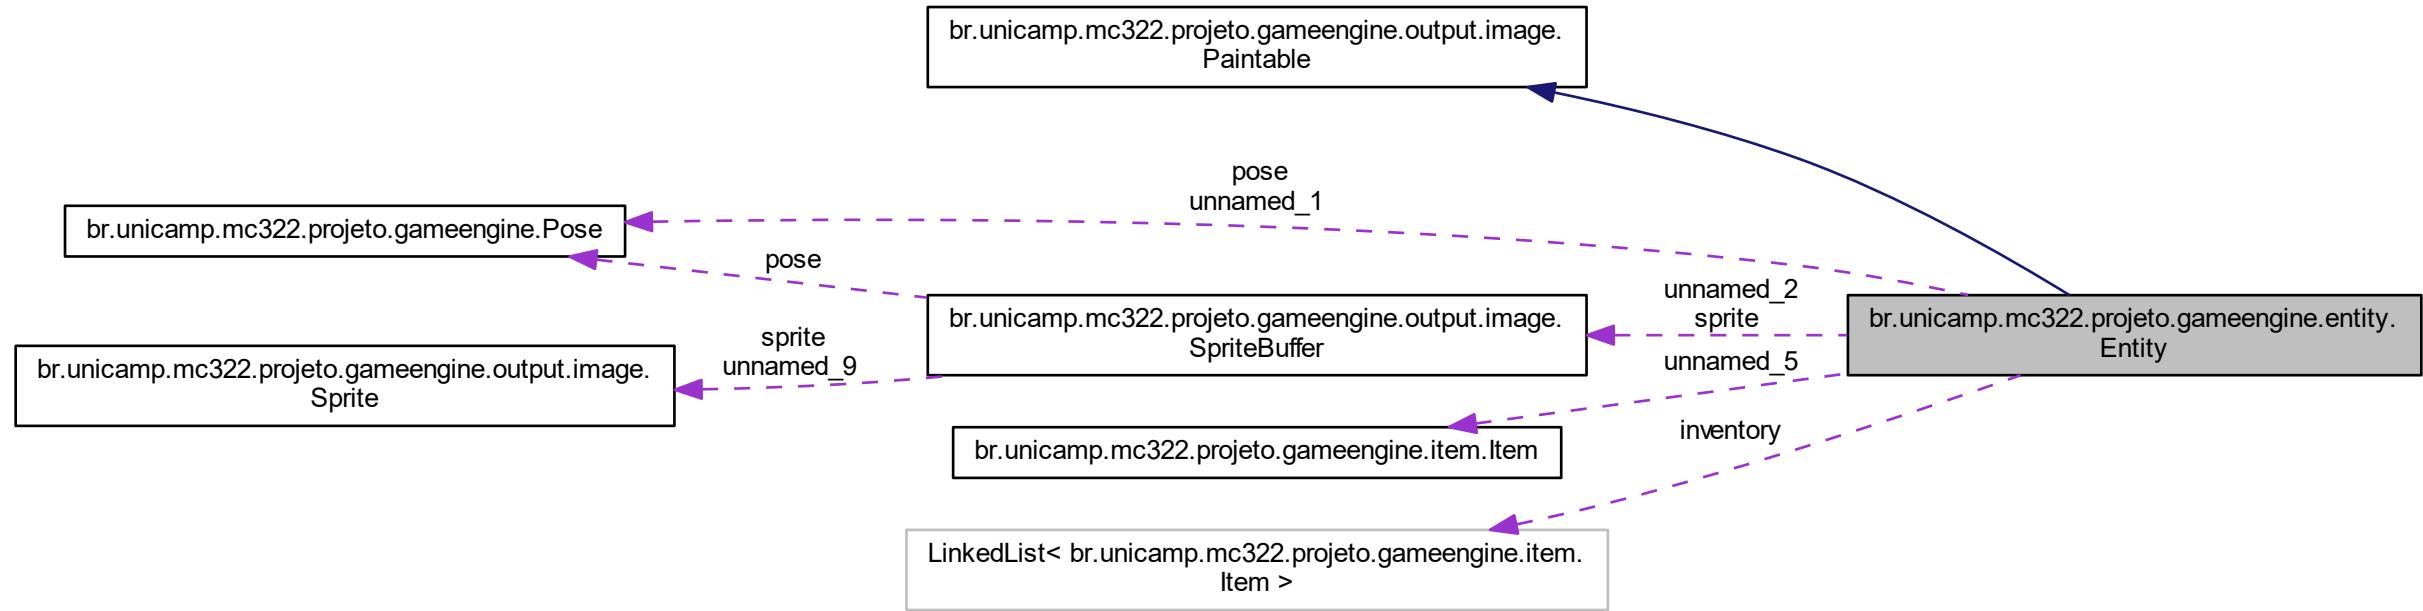 br.unicamp.mc322.projeto.gameengine.output.image.
Paintable
pose
unnamed_1
br.unicamp.mc322.projeto.gameengine.Pose
pose
br.unicamp.mc322.projeto.gameengine.output.image.
SpriteBuffer
unnamed_2
sprite
br.unicamp.mc322.projeto.gameengine.entity.
Entity
sprite
unnamed_9
br.unicamp.mc322.projeto.gameengine.output.image.
Sprite
unnamed_5
br.unicamp.mc322.projeto.gameengine.item.Item
inventory
LinkedList< br.unicamp.mc322.projeto.gameengine.item.
Item >